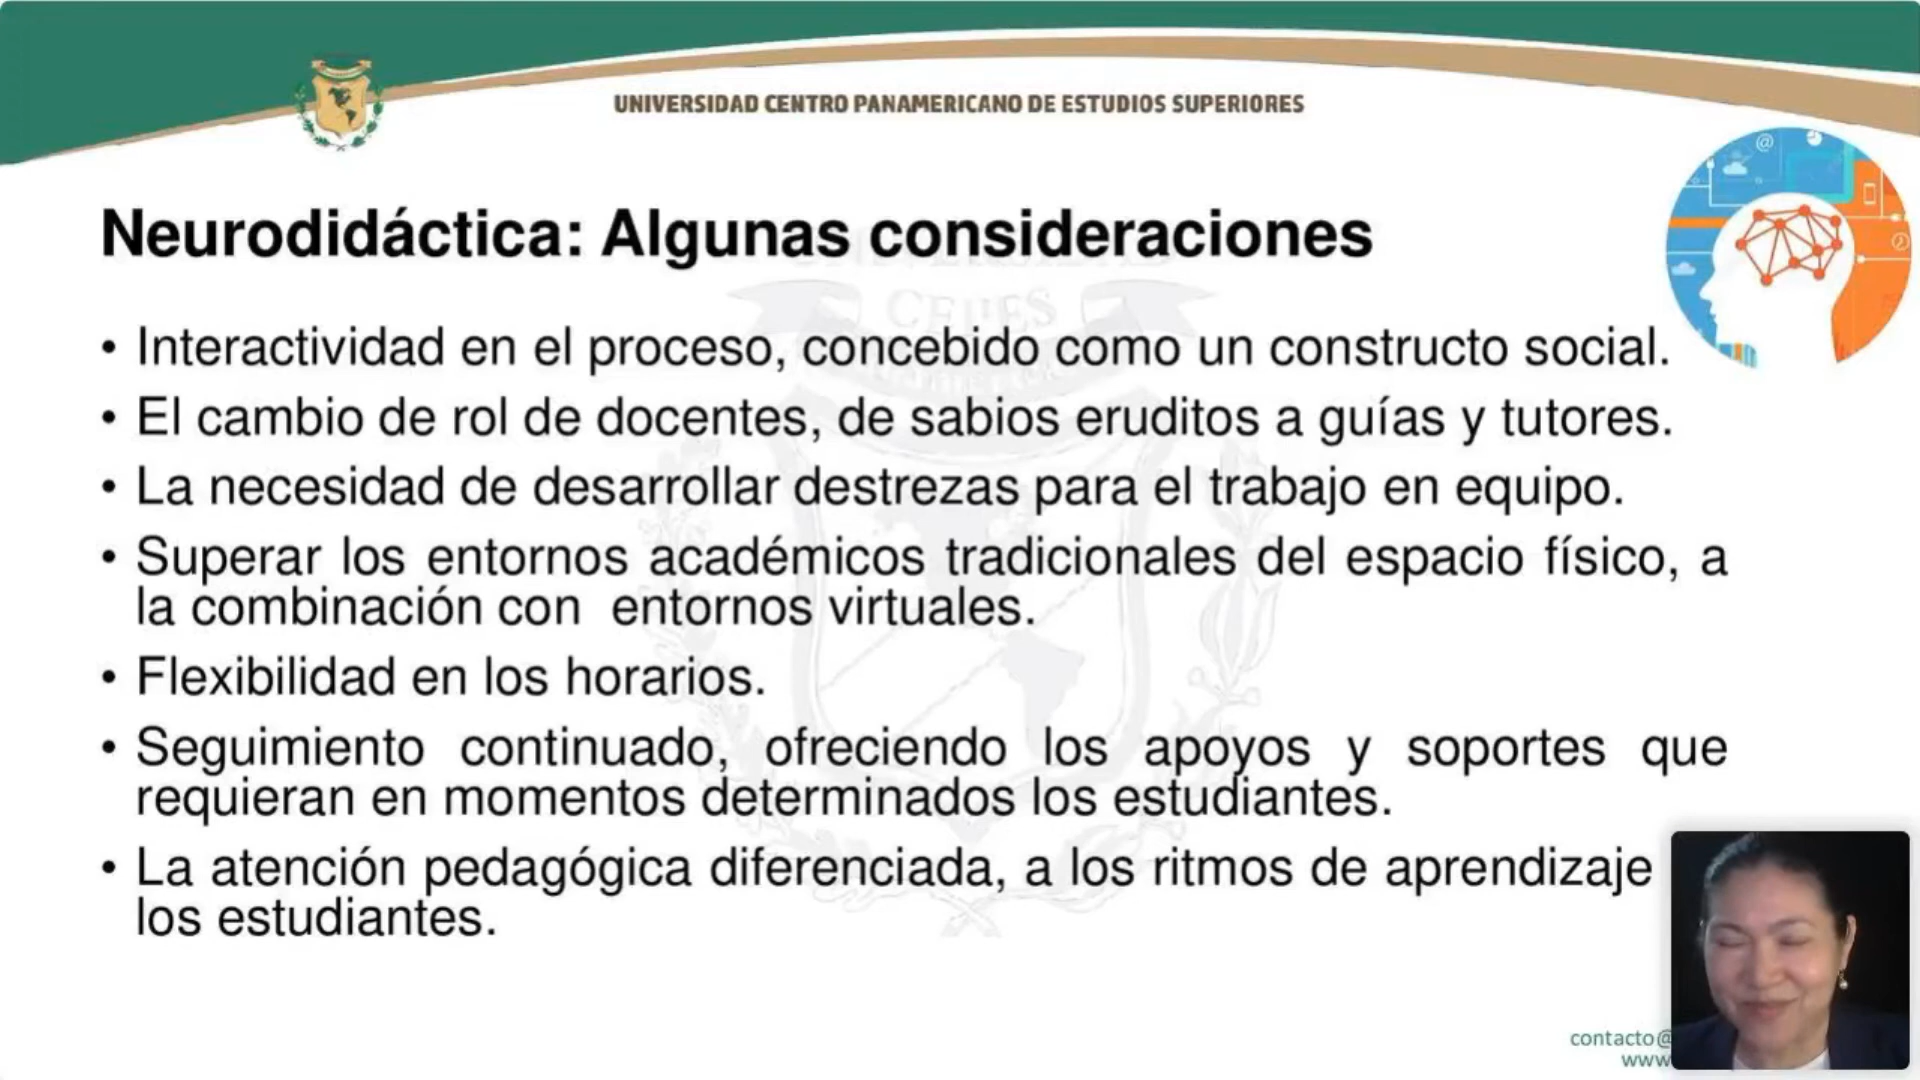 UNIVERSIDAD CENTRO PANAMERICANO DE ESTUDIOS SUPERIORES
Neurodidáctica: Algunas consideraciones
• Interactividad en el proceso, concebido como un constructo social.
• El cambio de rol de docentes, de sabios eruditos a guías y tutores.
• La necesidad de desarrollar destrezas para el trabajo en equipo.
• Superar los entornos académicos tradicionales del espacio físico, a
la combinación con entornos virtuales.
• Flexibilidad en los horarios.
• Seguimiento continuado, ofreciendo los apoyos y soportes que
requieran en momentos determinados los estudiantes.
• La atención pedagógica diferenciada, a los ritmos de aprendizaje
los estudiantes.
contacto@
www